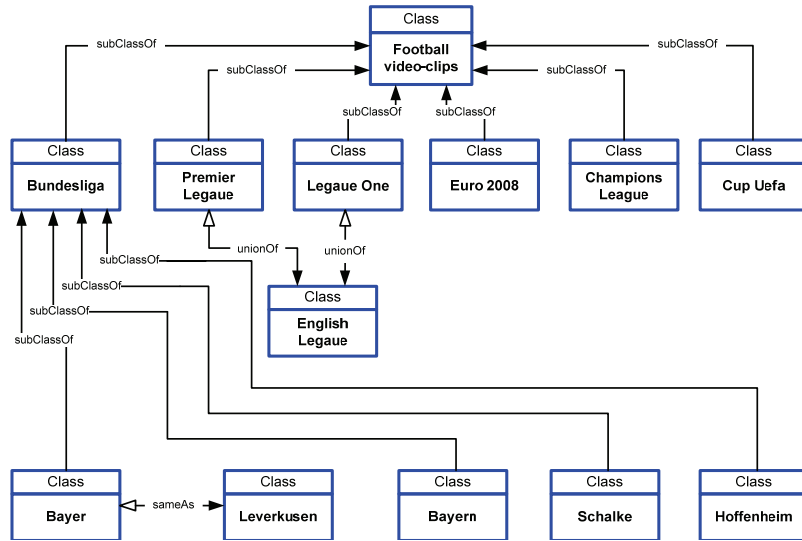 Class
Football
video-clips
subClassOf
subClassOf
subClassOf
subClassOf
subClassOf
subClassOf
Class
Bundesliga
Class
Premier
Legaue
Class
Legaue One
Class
Euro 2008
Class
Champions
League
Class
Cup Uefa
unionOf
unionOf
subClassOf
subClassOf
subClassOf
subClassOf
Class
English
Legaue
Class
Bayer
sameAs
Class
Leverkusen
Class
Bayern
Class
Schalke
Class
Hoffenheim